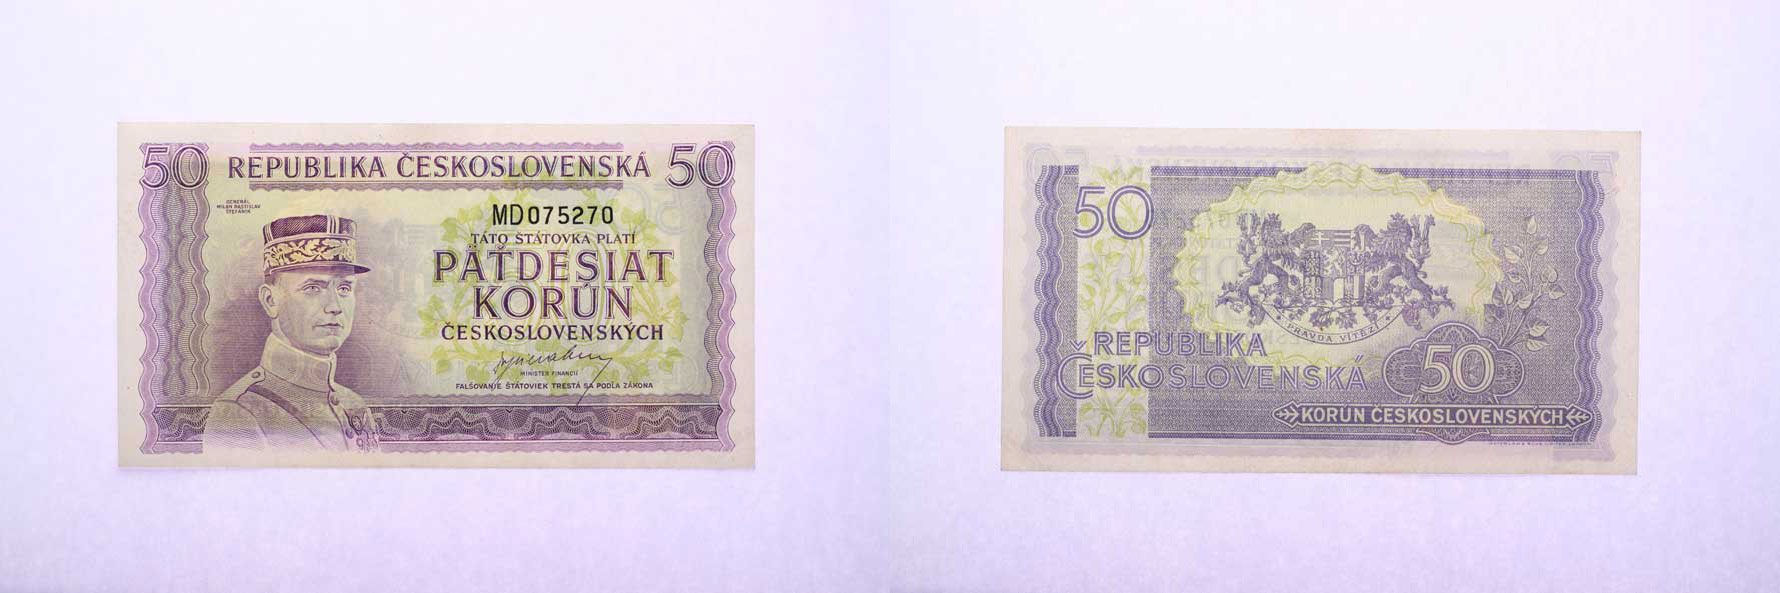 50 REPUBLIKA ČESKOSLOVENSKÁ 50
GENERÁL
MILAN RASTISLAV
ŠTEFÁNIK
MD075270
TÁTO ŠTÁTOVKA PLATÍ
PÄŤDESIAT
KORÚN
ČESKOSLOVENSKÝCH
MINISTER FINANCIÍ
FALŠOVANIE ŠTÁTOVIEK TRESTÁ SA PODĽA ZÁKONA
50
PRAVDA VÍTĚZÍ
REPUBLIKA
ČESKOSLOVENSKÁ
50
KORÚN ČESKOSLOVENSKÝCH